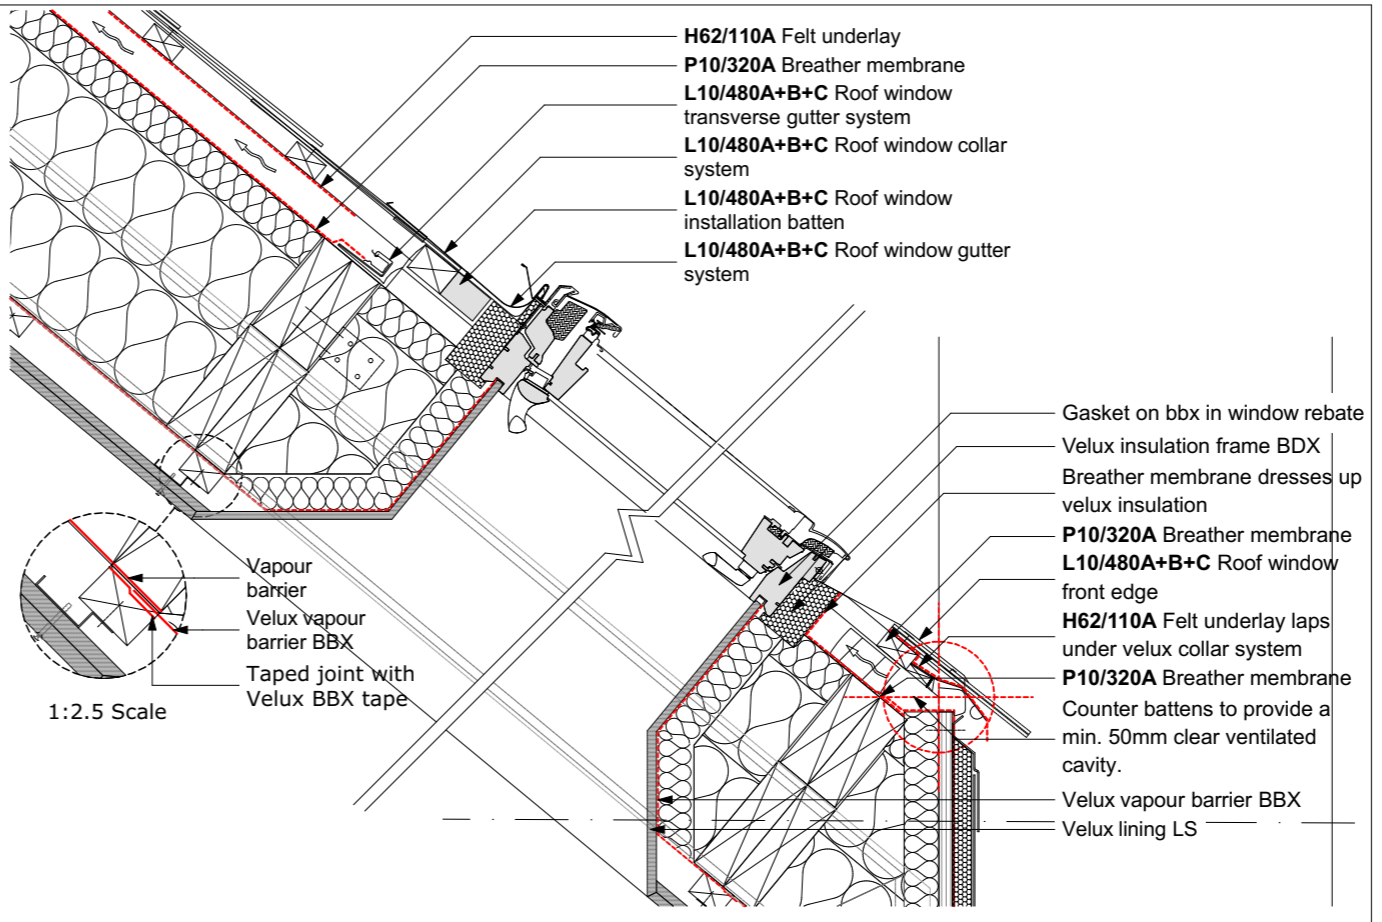 H62/110A Felt underlay
P10/320A Breather membrane
L10/480A+B+C Roof window
transverse gutter system
L10/480A+B+C Roof window collar
system
L10/480A+B+C Roof window
installation batten
L10/480A+B+C Roof window gutter
system
Gasket on bbx in window rebate
Velux insulation frame BDX
Breather membrane dresses up
velux insulation
P10/320A Breather membrane
L10/480A+B+C Roof window
front edge
H62/110A Felt underlay laps
under velux collar system
P10/320A Breather membrane
Counter battens to provide a
min. 50mm clear ventilated
cavity.
Velux vapour barrier BBX
Velux lining LS
Vapour
barrier
Velux vapour
barrier BBX
Taped joint with
Velux BBX tape
1:2.5 Scale